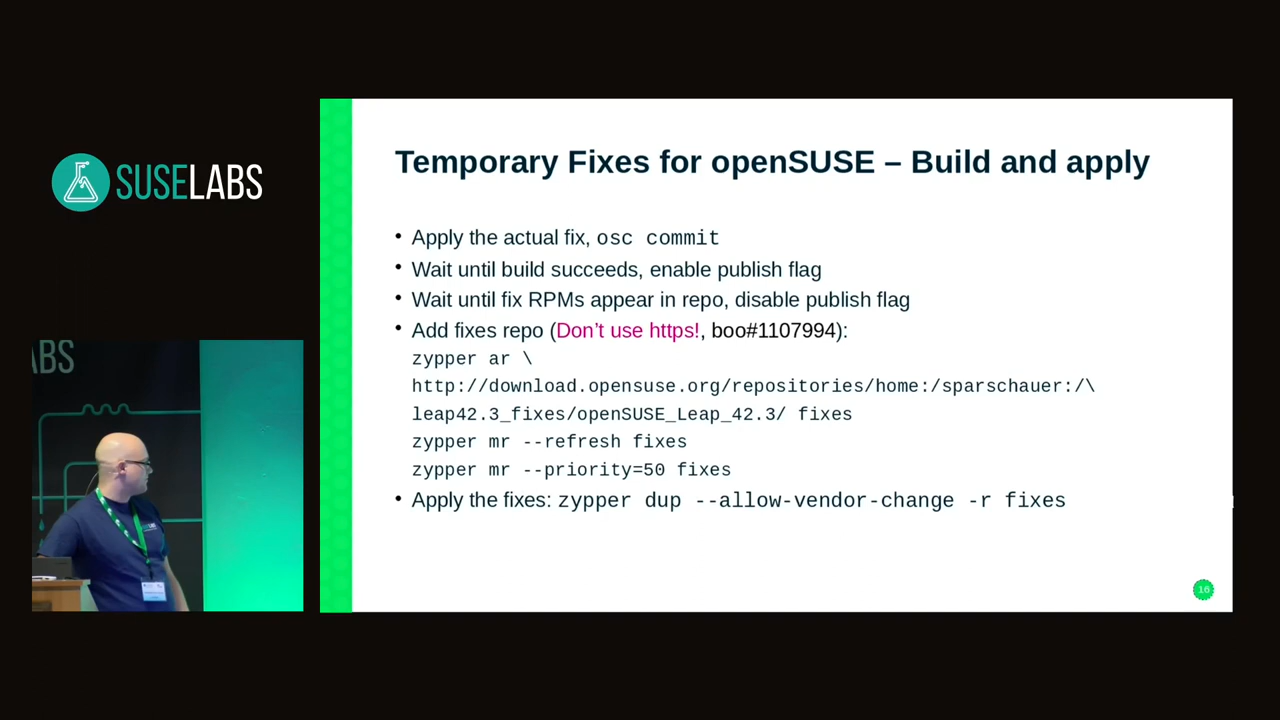 SUSELABS
Temporary Fixes for openSUSE – Build and apply
• Apply the actual fix, osc commit
• Wait until build succeeds, enable publish flag
• Wait until fix RPMs appear in repo, disable publish flag
• Add fixes repo (Don’t use https!, boo#1107994):
zypper ar \
http://download.opensuse.org/repositories/home:/sparschauer:/\
leap42.3_fixes/openSUSE_Leap_42.3/ fixes
zypper mr --refresh fixes
zypper mr --priority=50 fixes
• Apply the fixes: zypper dup --allow-vendor-change -r fixes
16
ABS